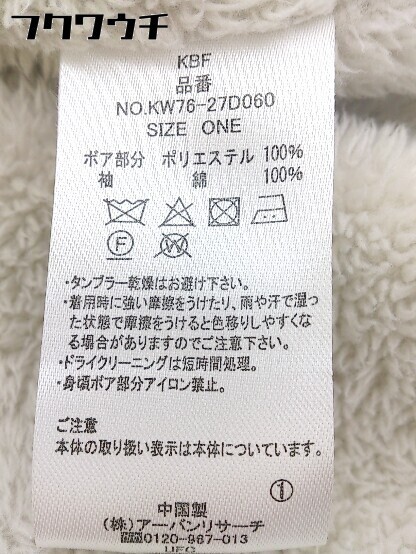 フクワウチ
KBF
品番
NO.KW76-27D060
SIZE ONE
ボア部分 ポリエステル 100%
袖 綿 100%
F W
・タンブラー乾燥はお避け下さい。
・着用時に強い摩擦をうけたり、雨や汗で湿っ
た状態で摩擦をうけると色移りしやすくな
る場合がありますのでご注意下さい。
・ドライクリーニングは短時間処理。
・身頃ボア部分アイロン禁止。
ご注意
本体の取り扱い表示は本体についています。
①
中国製
(株)アーバンリサーチ
0120-987-013